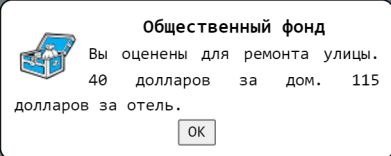 Общественный фонд
Вы оценены для ремонта улицы.
40 долларов за дом. 115
долларов за отель.
OK